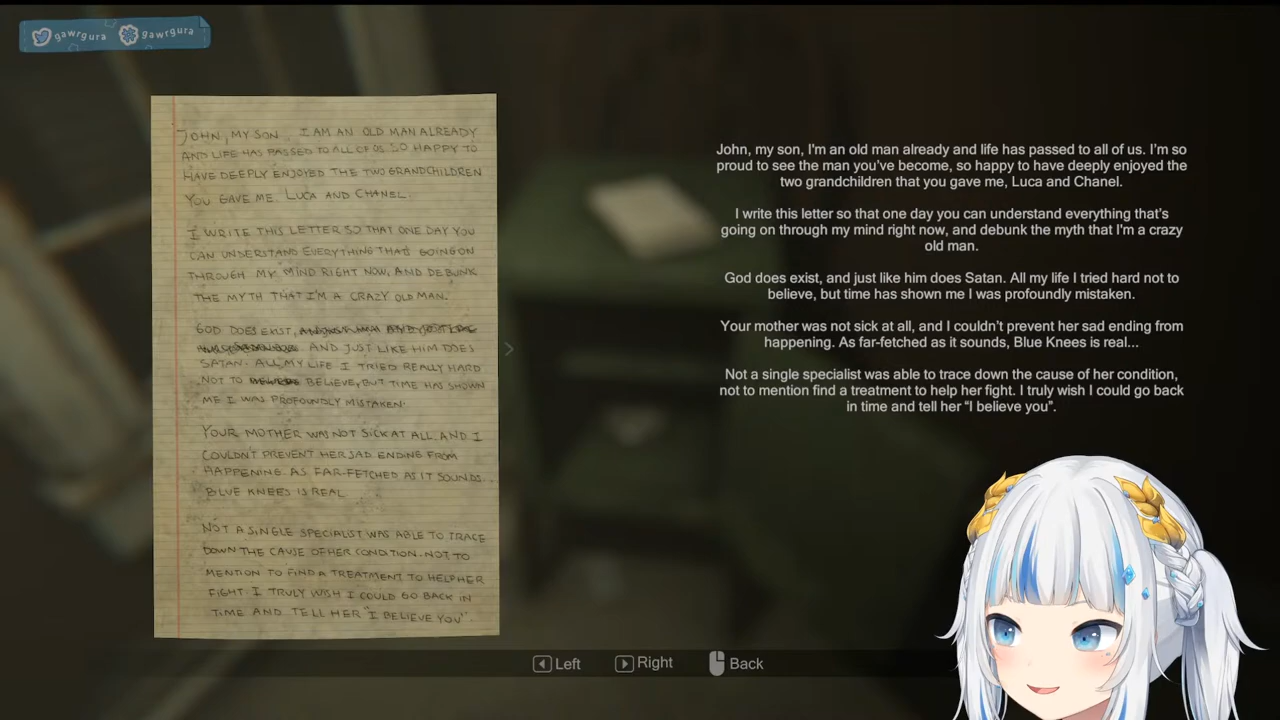 gawrgura gawrgura
JOHN, MY SON. I AM AN OLD MAN ALREADY
AND LIFE HAS PASSED TO ALL OF US. SO HAPPY TO
HAVE DEEPLY ENJOYED THE TWO GRANDCHILDREN
YOU GAVE ME. LUCA AND CHANEL.
I WRITE THIS LETTER SO THAT ONE DAY YOU
CAN UNDERSTAND EVERYTHING THAT'S GOING ON
THROUGH MY MIND RIGHT NOW, AND DEBUNK
THE MYTH THAT I'M A CRAZY OLD MAN.
GOD DOES EXIST,
AND JUST LIKE HIM DOES
SATAN. ALL MY LIFE I TRIED REALLY HARD
NOT TO BELIEVE, BUT TIME HAS SHOWN
ME I WAS PROFOUNDLY MISTAKEN.
YOUR MOTHER WAS NOT SICK AT ALL. AND I
COULDN'T PREVENT HER SAD ENDING FROM
HAPPENING. AS FAR-FETCHED AS IT SOUNDS.
BLUE KNEES IS REAL
NOT A SINGLE SPECIALIST WAS ABLE TO TRACE
DOWN THE CAUSE OF HER CONDITION. NOT TO
MENTION TO FIND A TREATMENT TO HELP HER
FIGHT. I TRULY WISH I COULD GO BACK IN
TIME AND TELL HER "I BELIEVE YOU".
John, my son, I'm an old man already and life has passed to all of us. I'm so
proud to see the man you've become, so happy to have deeply enjoyed the
two grandchildren that you gave me, Luca and Chanel.
I write this letter so that one day you can understand everything that's
going on through my mind right now, and debunk the myth that I'm a crazy
old man.
God does exist, and just like him does Satan. All my life I tried hard not to
believe, but time has shown me I was profoundly mistaken.
Your mother was not sick at all, and I couldn't prevent her sad ending from
happening. As far-fetched as it sounds, Blue Knees is real...
Not a single specialist was able to trace down the cause of her condition,
not to mention find a treatment to help her fight. I truly wish I could go back
in time and tell her “I believe you”.
Left Right Back